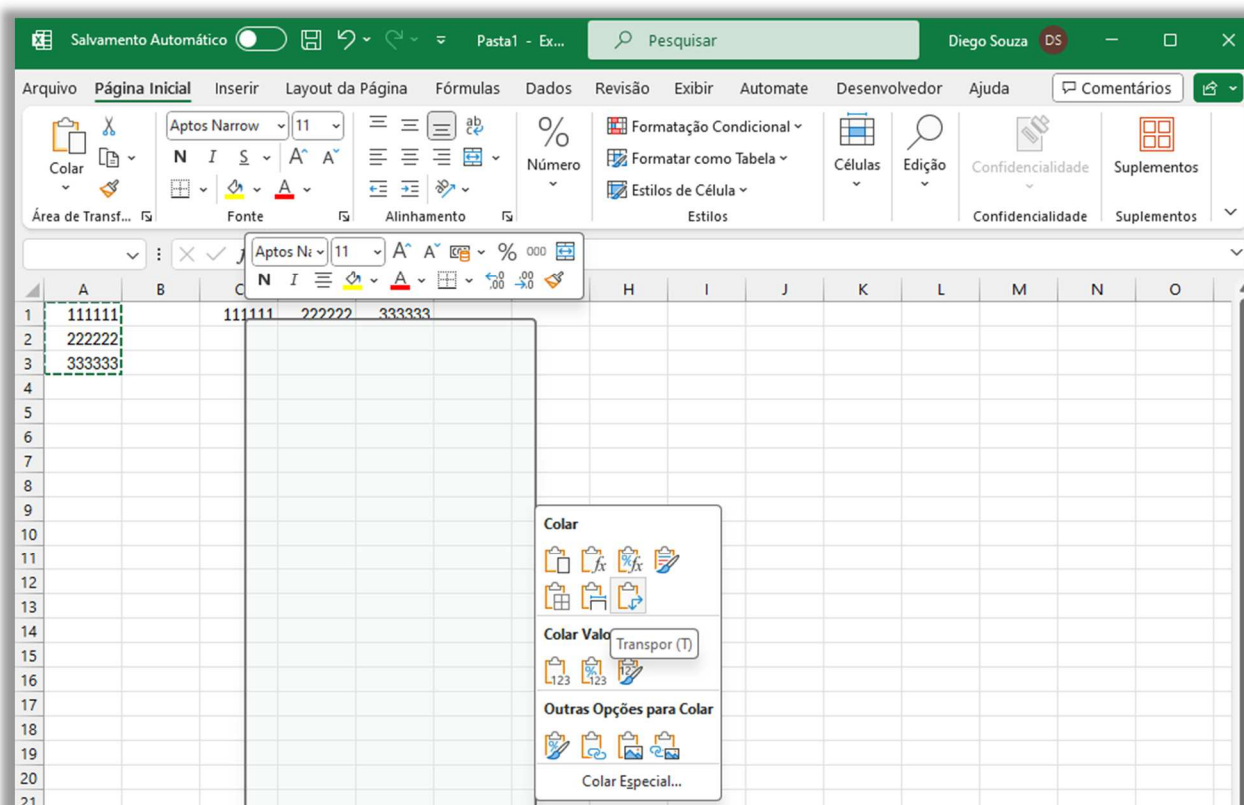 Salvamento Automático Pasta1 - Ex... Pesquisar Diego Souza DS
Arquivo Página Inicial Inserir Layout da Página Fórmulas Dados Revisão Exibir Automate Desenvolvedor Ajuda Comentários
Colar
Aptos Narrow 11
N I S A A A
ab
Número
Formatação Condicional
Formatar como Tabela
Estilos de Célula
Células
Edição
Confidencialidade
Suplementos
Área de Transf... Fonte Alinhamento Estilos Confidencialidade Suplementos
Aptos Na 11 A A % 000
N I A
A B C H I J K L M N O
1 111111 111111 222222 333333
2 222222
3 333333
4
5
6
7
8
9
10
11
12
13
14
15
16
17
18
19
20
21
Colar
Colar Valo
Transpor (T)
123 123
Outras Opções para Colar
Colar Especial...